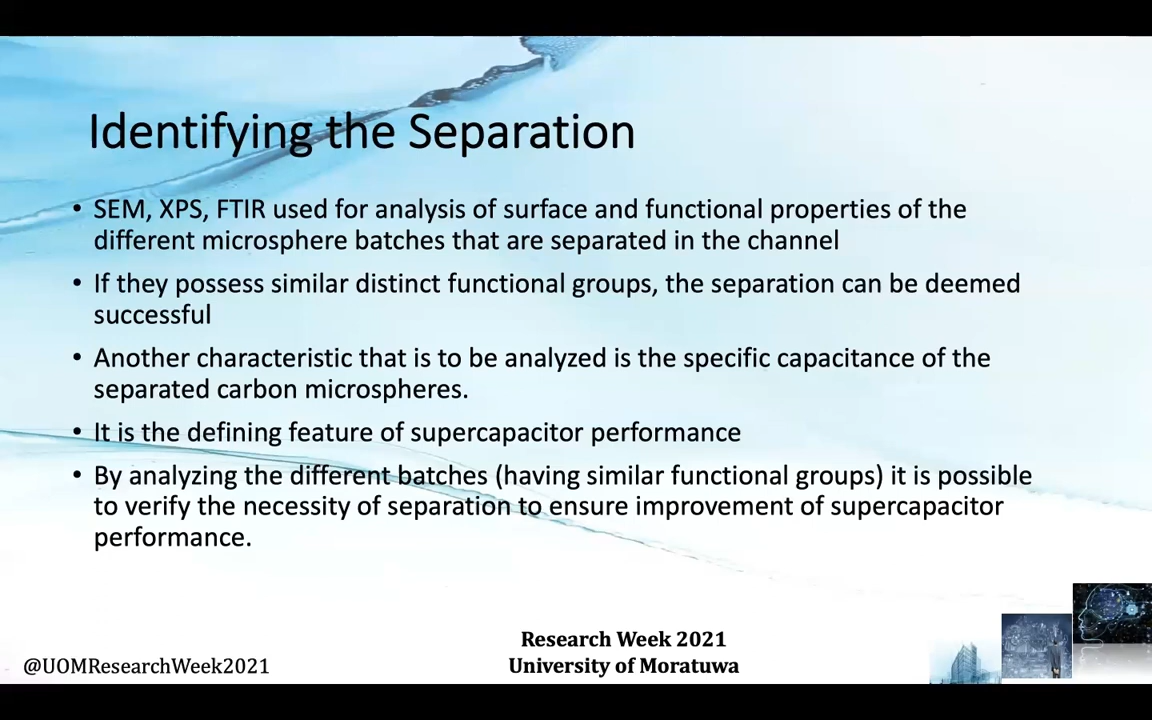 Identifying the Separation
• SEM, XPS, FTIR used for analysis of surface and functional properties of the
different microsphere batches that are separated in the channel
• If they possess similar distinct functional groups, the separation can be deemed
successful
• Another characteristic that is to be analyzed is the specific capacitance of the
separated carbon microspheres.
• It is the defining feature of supercapacitor performance
• By analyzing the different batches (having similar functional groups) it is possible
to verify the necessity of separation to ensure improvement of supercapacitor
performance.
Research Week 2021
@UOMResearchWeek2021
University of Moratuwa